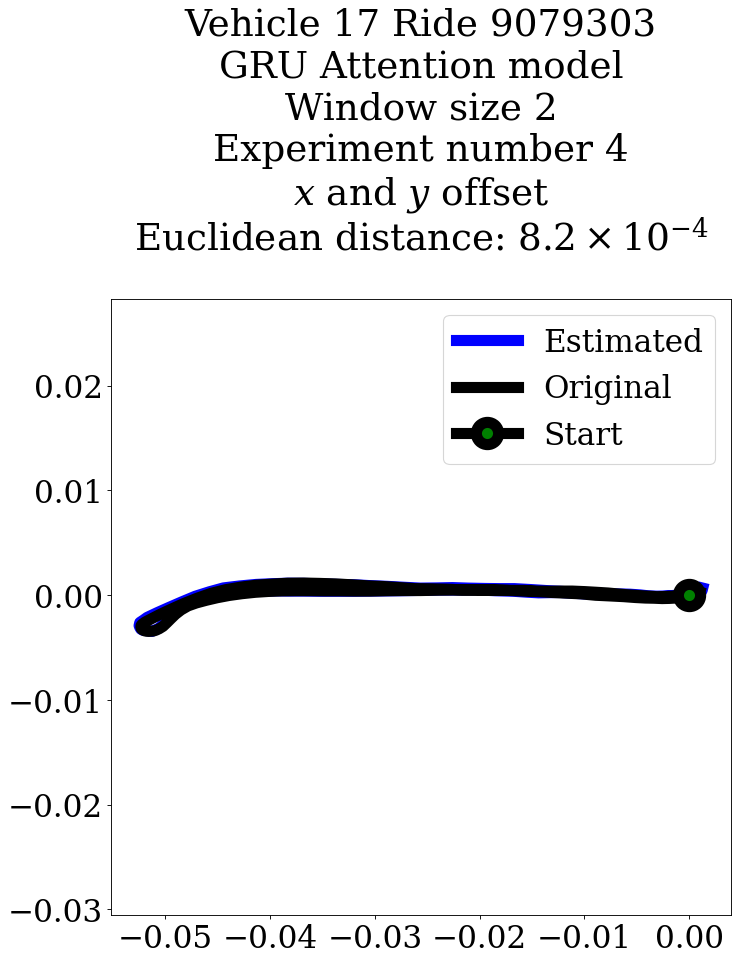 Vehicle 17 Ride 9079303
GRU Attention model
Window size 2
Experiment number 4
x and y offset
Euclidean distance: 8.2 × 10⁻⁴
Estimated
Original
Start
0.02
0.01
0.00
−0.01
−0.02
−0.03
−0.05 −0.04 −0.03 −0.02 −0.01 0.00